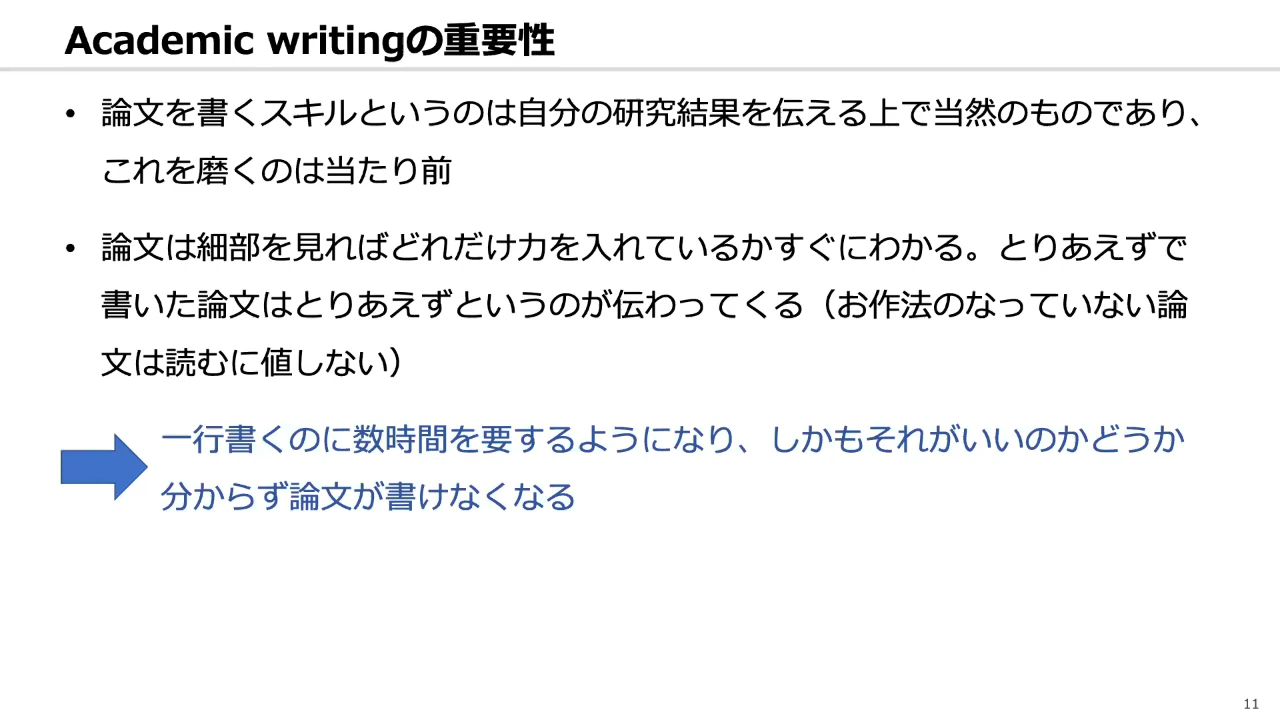 Academic writingの重要性
• 論文を書くスキルというのは自分の研究結果を伝える上で当然のものであり、
これを磨くのは当たり前
• 論文は細部を見ればどれだけ力を入れているかすぐにわかる。とりあえずで
書いた論文はとりあえずというのが伝わってくる（お作法のなっていない論
文は読むに値しない）
一行書くのに数時間を要するようになり、しかもそれがいいのかどうか
分からず論文が書けなくなる
11